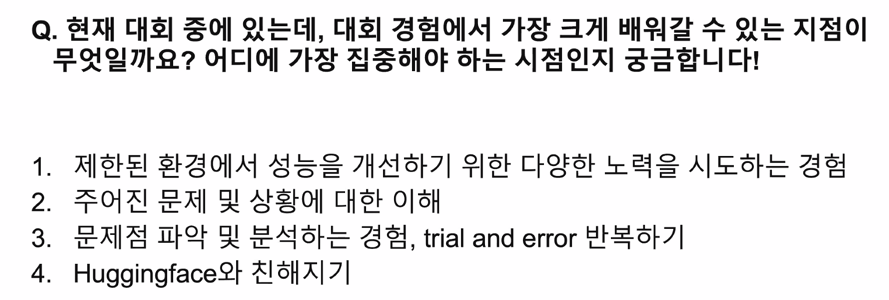 Q. 현재 대회 중에 있는데, 대회 경험에서 가장 크게 배워갈 수 있는 지점이
무엇일까요? 어디에 가장 집중해야 하는 시점인지 궁금합니다!
1. 제한된 환경에서 성능을 개선하기 위한 다양한 노력을 시도하는 경험
2. 주어진 문제 및 상황에 대한 이해
3. 문제점 파악 및 분석하는 경험, trial and error 반복하기
4. Huggingface와 친해지기